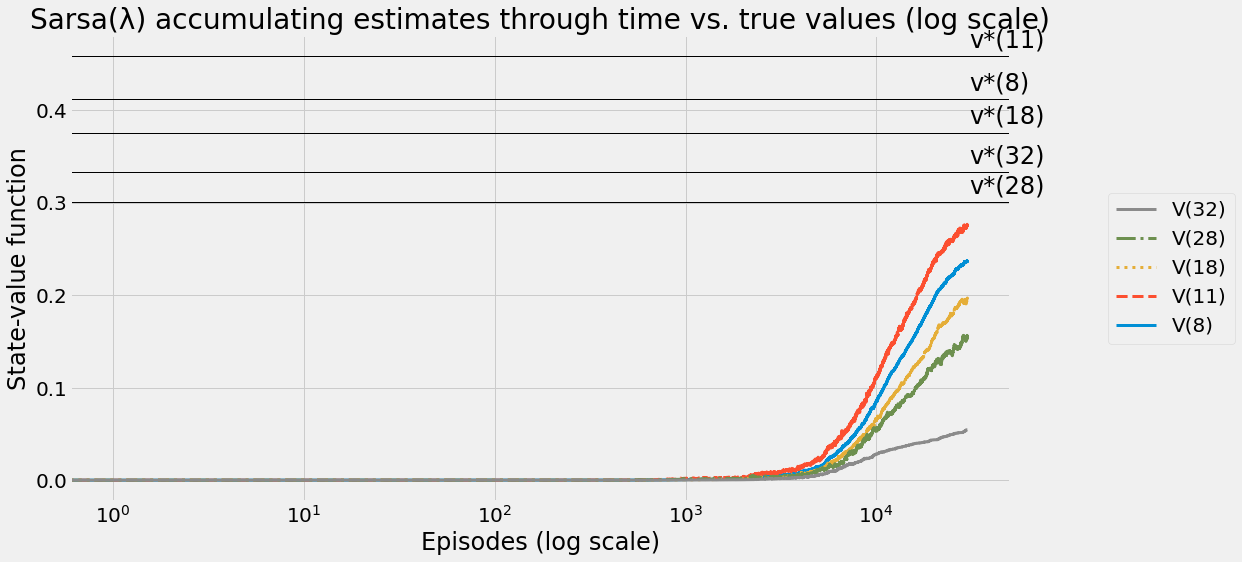 Sarsa(λ) accumulating estimates through time vs. true values (log scale)
v*(11)
v*(8)
v*(18)
v*(32)
v*(28)
0.4
0.3
0.2
0.1
0.0
State-value function
10⁰ 10¹ 10² 10³ 10⁴
Episodes (log scale)
V(32)
V(28)
V(18)
V(11)
V(8)